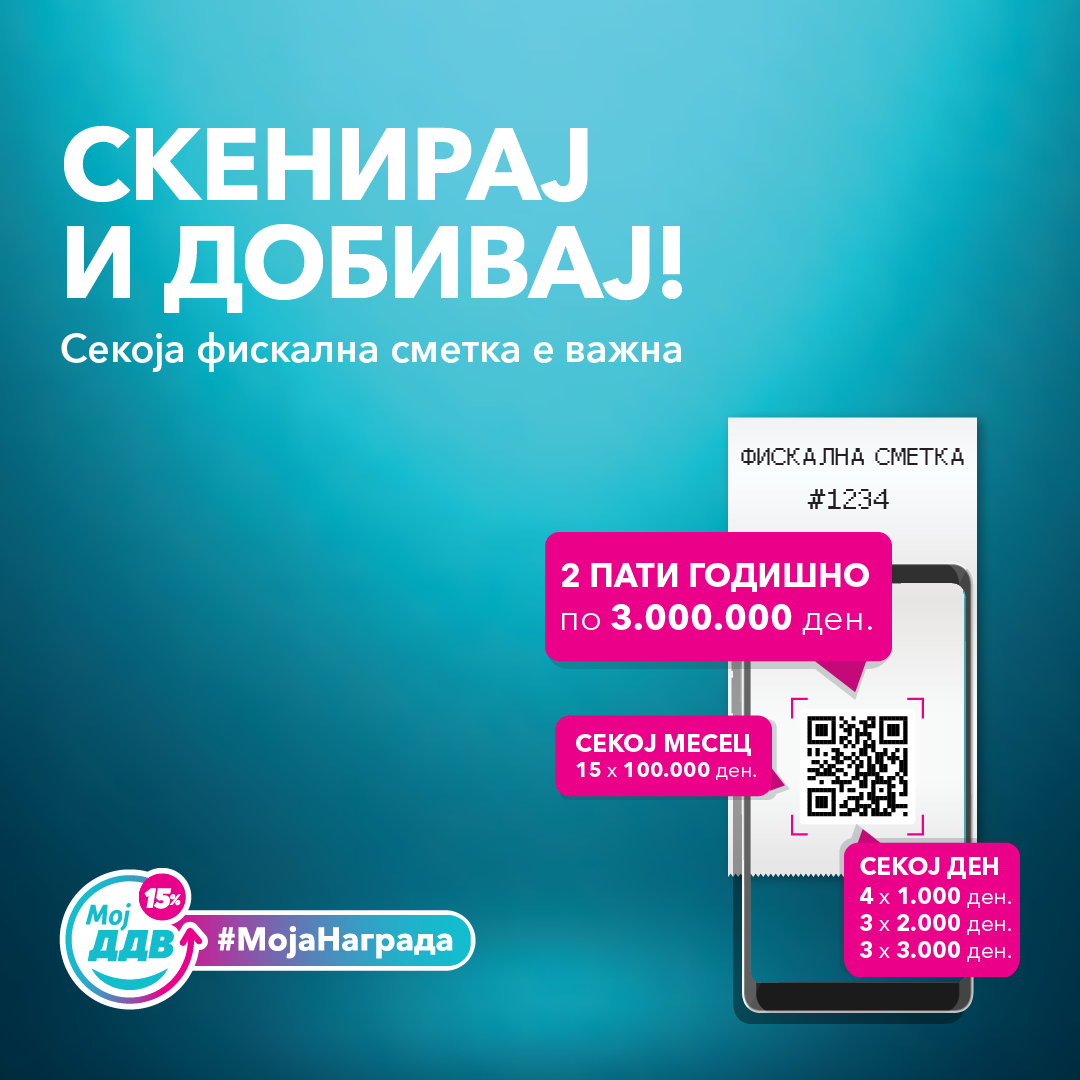 СКЕНИРАЈ
И ДОБИВАЈ!
Секоја фискална сметка е важна
ФИСКАЛНА СМЕТКА
#1234
2 ПАТИ ГОДИШНО
по 3.000.000 ден.
СЕКОЈ МЕСЕЦ
15 x 100.000 ден.
СЕКОЈ ДЕН
4 x 1.000 ден.
3 x 2.000 ден.
3 x 3.000 ден.
15%
Мој
ДДВ
#МојаНаграда